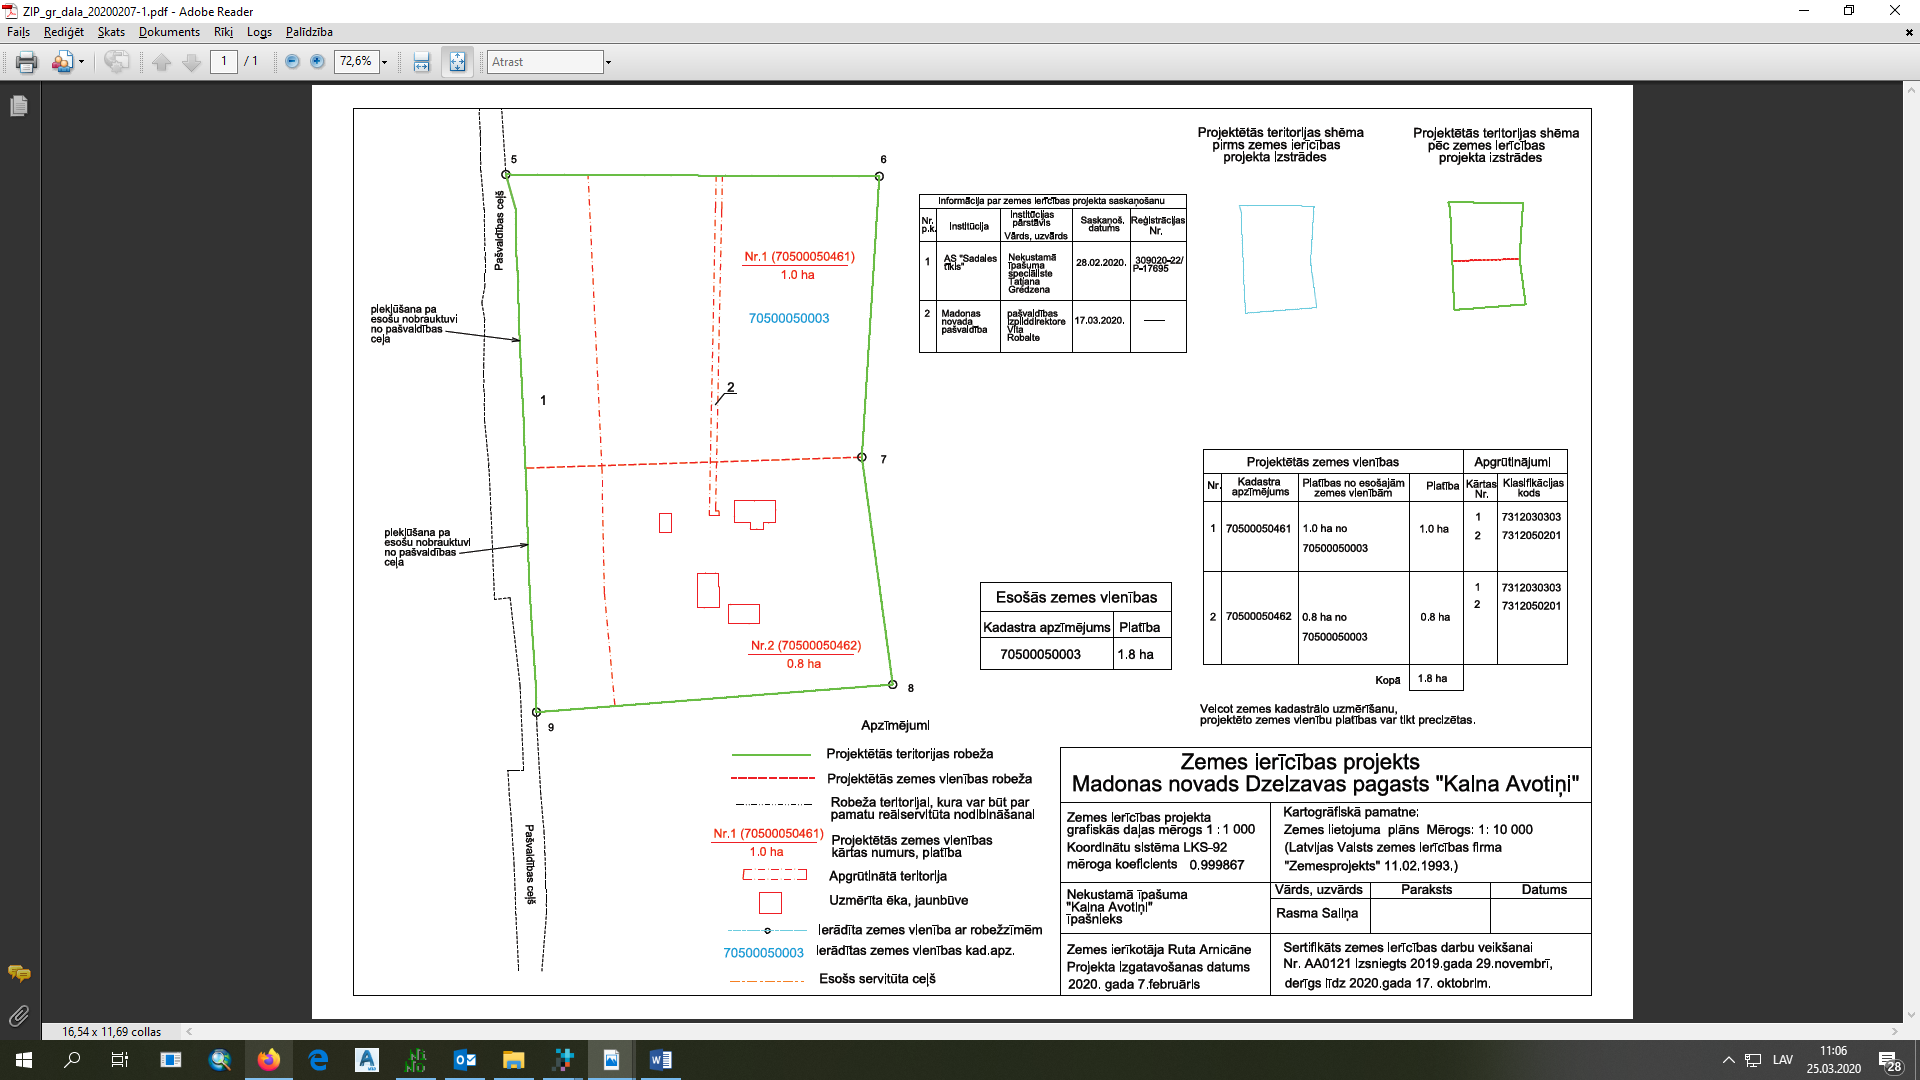 ZIP_gr_dala_20200207-1.pdf - Adobe Reader
Fails Rediģēt Skats Dokuments Rīki Logs Palīdzība
1 / 1 72,6% Atrast
5
6
Pašvaldības ceļš
Nr.1 (70500050461)
1.0 ha
70500050003
piekļūšana pa
esošu nobrauktuvi
no pašvaldības
ceļa
1
2
7
piekļūšana pa
esošu nobrauktuvi
no pašvaldības
ceļa
Nr.2 (70500050462)
0.8 ha
8
9
Pašvaldības ceļš
Projektētās teritorijas shēma
pirms zemes ierīcības
projekta izstrādes
Projektētās teritorijas shēma
pēc zemes ierīcības
projekta izstrādes
Informācija par zemes ierīcības projekta saskaņošanu
Nr. p.k. Institūcija Institūcijas pārstāvis Vārds, uzvārds Saskaņoš. datums Reģistrācijas Nr.
1 AS "Sadales tīkls" Nekustamā īpašuma speciāliste Tatjana Grēdzena 28.02.2020. 309020-22/ P-17695
2 Madonas novada pašvaldība pašvaldības izpilddirektore Vita Robalte 17.03.2020. ——
Projektētās zemes vienības Apgrūtinājumi
Nr. Kadastra apzīmējums Platības no esošajām zemes vienībām Platība Kārtas Nr. Klasifikācijas kods
1 70500050461 1.0 ha no 70500050003 1.0 ha 1 7312030303
2 7312050201
2 70500050462 0.8 ha no 70500050003 0.8 ha 1 7312030303
2 7312050201
Kopā 1.8 ha
Esošās zemes vienības
Kadastra apzīmējums Platība
70500050003 1.8 ha
Veicot zemes kadastrālo uzmērīšanu,
projektēto zemes vienību platības var tikt precizētas.
Apzīmējumi
Projektētās teritorijas robeža
Projektētās zemes vienības robeža
Robeža teritorijai, kura var būt par
pamatu reālservitūta nodibināšanai
Nr.1 (70500050461)
1.0 ha
Projektētās zemes vienības
kārtas numurs, platība
Apgrūtinātā teritorija
Uzmērīta ēka, jaunbūve
Ierādīta zemes vienība ar robežzīmēm
70500050003 Ierādītas zemes vienības kad.apz.
Esošs servitūta ceļš
Zemes ierīcības projekts
Madonas novads Dzelzavas pagasts "Kalna Avotiņi"
Zemes ierīcības projekta
grafiskās daļas mērogs 1 : 1 000
Koordinātu sistēma LKS-92
mēroga koeficients 0.999867
Kartogrāfiskā pamatne:
Zemes lietojuma plāns Mērogs: 1: 10 000
(Latvijas Valsts zemes ierīcības firma
"Zemesprojekts" 11.02.1993.)
Nekustamā īpašuma
"Kalna Avotiņi"
īpašnieks
Vārds, uzvārds Paraksts Datums
Rasma Saliņa
Zemes ierīkotāja Ruta Arnicāne
Projekta izgatavošanas datums
2020. gada 7.februāris
Sertifikāts zemes ierīcības darbu veikšanai
Nr. AA0121 izsniegts 2019.gada 29.novembrī,
derīgs līdz 2020.gada 17. oktobrim.
16,54 x 11,69 collas
LAV
11:06
25.03.2020
28